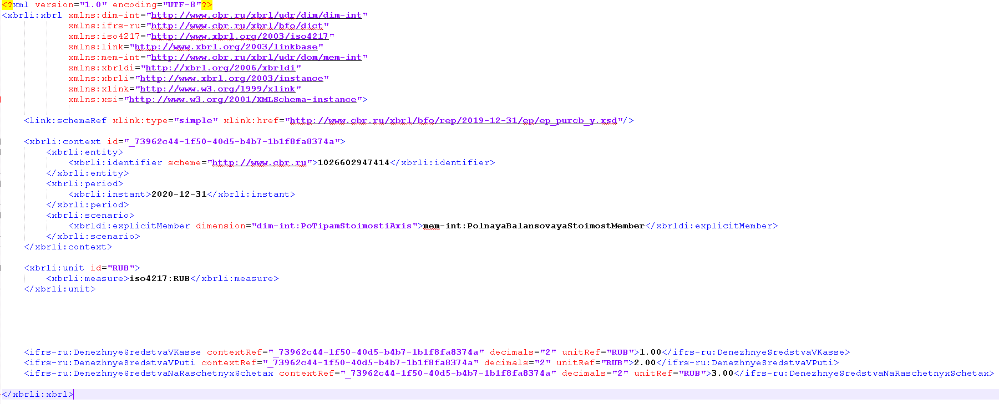 <?xml version="1.0" encoding="UTF-8"?>
<xbrli:xbrl xmlns:dim-int="http://www.cbr.ru/xbrl/udr/dim/dim-int"
xmlns:ifrs-ru="http://www.cbr.ru/xbrl/bfo/dict"
xmlns:iso4217="http://www.xbrl.org/2003/iso4217"
xmlns:link="http://www.xbrl.org/2003/linkbase"
xmlns:mem-int="http://www.cbr.ru/xbrl/udr/dom/mem-int"
xmlns:xbrldi="http://xbrl.org/2006/xbrldi"
xmlns:xbrli="http://www.xbrl.org/2003/instance"
xmlns:xlink="http://www.w3.org/1999/xlink"
xmlns:xsi="http://www.w3.org/2001/XMLSchema-instance">
<link:schemaRef xlink:type="simple" xlink:href="http://www.cbr.ru/xbrl/bfo/rep/2019-12-31/ep/ep_purcb_y.xsd"/>
<xbrli:context id="_73962c44-1f50-40d5-b4b7-1b1f8fa8374a">
<xbrli:entity>
<xbrli:identifier scheme="http://www.cbr.ru">1026602947414</xbrli:identifier>
</xbrli:entity>
<xbrli:period>
<xbrli:instant>2020-12-31</xbrli:instant>
</xbrli:period>
<xbrli:scenario>
<xbrldi:explicitMember dimension="dim-int:PoTipamStoimostiAxis">mem-int:PolnayaBalansovayaStoimostMember</xbrldi:explicitMember>
</xbrli:scenario>
</xbrli:context>
<xbrli:unit id="RUB">
<xbrli:measure>iso4217:RUB</xbrli:measure>
</xbrli:unit>
<ifrs-ru:DenezhnyeSredstvaVKasse contextRef="_73962c44-1f50-40d5-b4b7-1b1f8fa8374a" decimals="2" unitRef="RUB">1.00</ifrs-ru:DenezhnyeSredstvaVKasse>
<ifrs-ru:DenezhnyeSredstvaVPuti contextRef="_73962c44-1f50-40d5-b4b7-1b1f8fa8374a" decimals="2" unitRef="RUB">2.00</ifrs-ru:DenezhnyeSredstvaVPuti>
<ifrs-ru:DenezhnyeSredstvaNaRaschetnyxSchetax contextRef="_73962c44-1f50-40d5-b4b7-1b1f8fa8374a" decimals="2" unitRef="RUB">3.00</ifrs-ru:DenezhnyeSredstvaNaRaschetnyxSchetax>
</xbrli:xbrl>